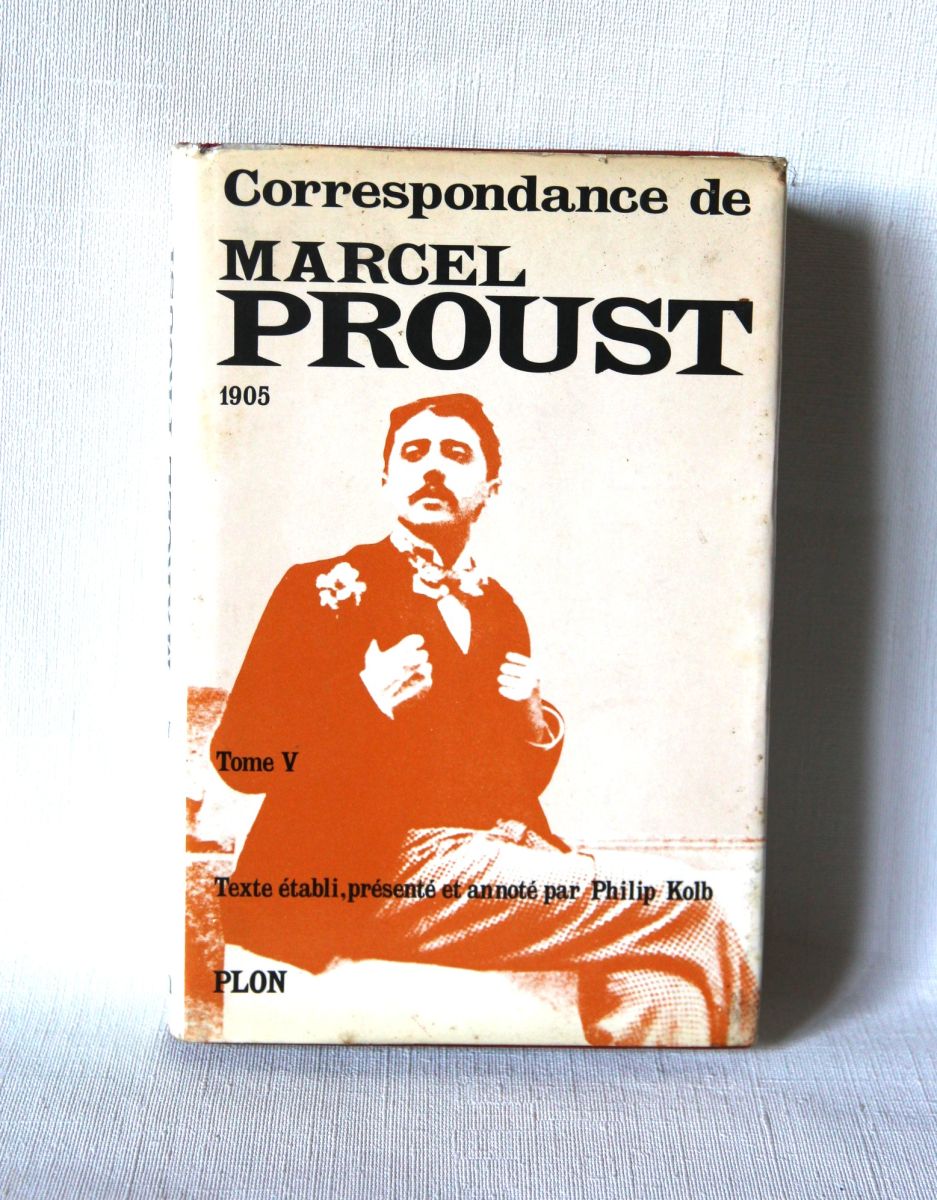 Correspondance de
MARCEL
PROUST
1905
Tome V
Texte établi, présenté et annoté par Philip Kolb
PLON